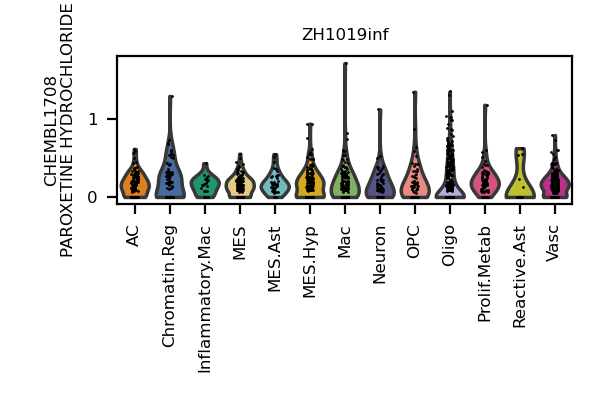 ZH1019inf
CHEMBL1708
PAROXETINE HYDROCHLORIDE
1
0
AC
Chromatin.Reg
Inflammatory.Mac
MES
MES.Ast
MES.Hyp
Mac
Neuron
OPC
Oligo
Prolif.Metab
Reactive.Ast
Vasc